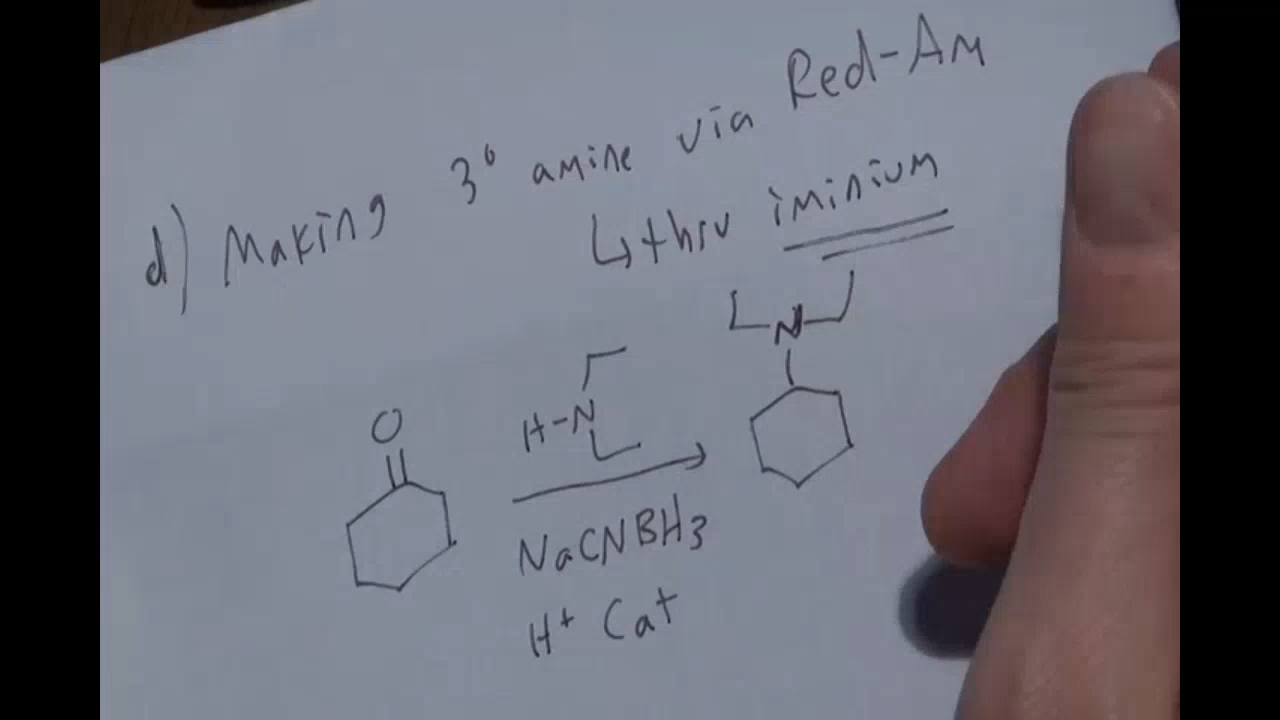 d) Making 3° amine via Red-Am
↳ thru iminium
O
H-N
N
NaCNBH3
H+ Cat